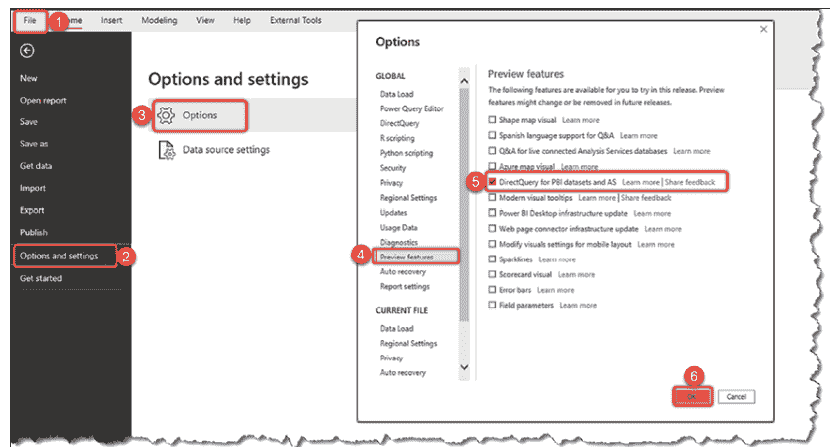 File 1 ome Insert Modeling View Help External Tools
New
Open report
Save
Save as
Get data
Import
Export
Publish
Options and settings 2
Get started
Options and settings
3 Options
Data source settings
Options
GLOBAL
Data Load
Power Query Editor
DirectQuery
R scripting
Python scripting
Security
Privacy
Regional Settings
Updates
Usage Data
Diagnostics
4 Preview features
Auto recovery
Report settings
CURRENT FILE
Data Load
Regional Settings
Privacy
Auto recovery
Preview features
The following features are available for you to try in this release. Preview
features might change or be removed in future releases.
Shape map visual Learn more
Spanish language support for Q&A Learn more
Q&A for live connected Analysis Services databases Learn more
Azure map visual Learn more
5 DirectQuery for PBI datasets and AS Learn more | Share feedback
Modern visual tooltips Learn more | Share feedback
Power BI Desktop infrastructure update Learn more
Web page connector infrastructure update Learn more
Modify visuals settings for mobile layout Learn more
Sparklines Learn more
Scorecard visual Learn more
Error bars Learn more
Field parameters Learn more
6
OK Cancel